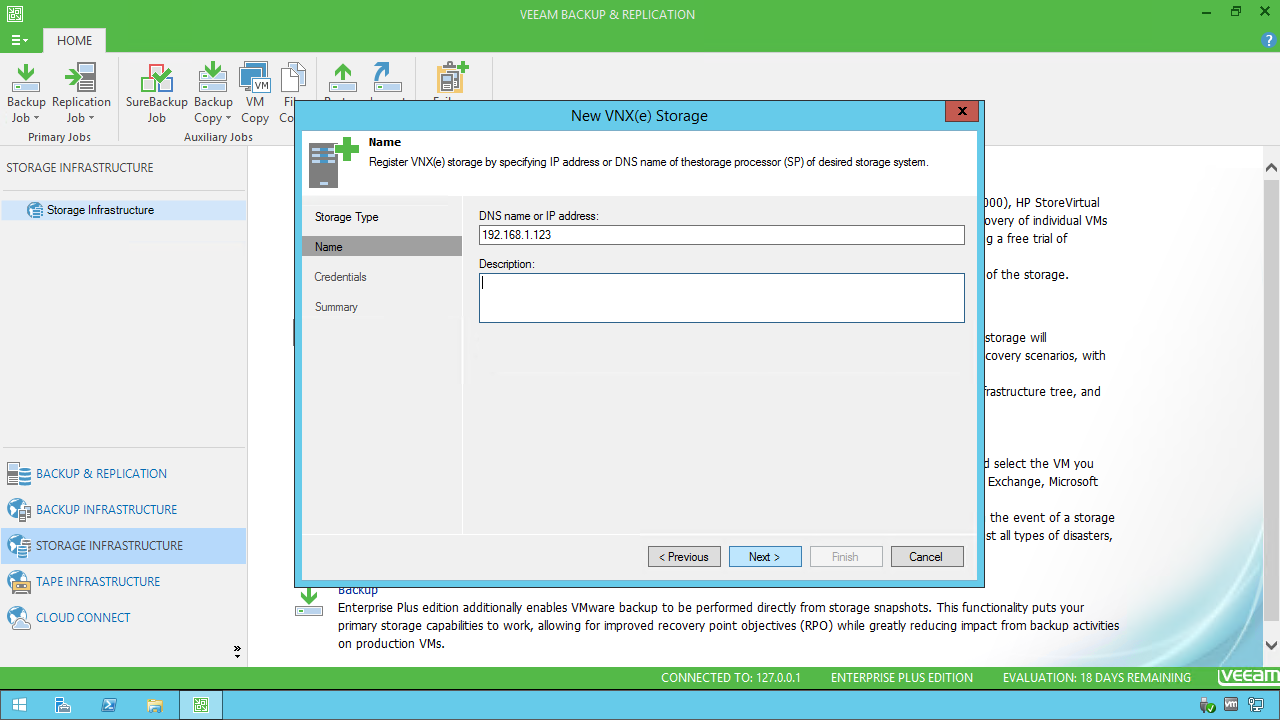 VEEAM BACKUP & REPLICATION
HOME
Backup Job
Replication Job
SureBackup Job
Backup Copy
VM Copy
Primary Jobs
Auxiliary Jobs
New VNX(e) Storage
Name
Register VNX(e) storage by specifying IP address or DNS name of thestorage processor (SP) of desired storage system.
STORAGE INFRASTRUCTURE
Storage Infrastructure
Storage Type
Name
Credentials
Summary
DNS name or IP address:
192.168.1.123
Description:
000), HP StoreVirtual
overy of individual VMs
g a free trial of
of the storage.
storage will
covery scenarios, with
frastructure tree, and
d select the VM you
Exchange, Microsoft
the event of a storage
st all types of disasters,
< Previous
Next >
Finish
Cancel
BACKUP & REPLICATION
BACKUP INFRASTRUCTURE
STORAGE INFRASTRUCTURE
TAPE INFRASTRUCTURE
CLOUD CONNECT
Backup
Enterprise Plus edition additionally enables VMware backup to be performed directly from storage snapshots. This functionality puts your
primary storage capabilities to work, allowing for improved recovery point objectives (RPO) while greatly reducing impact from backup activities
on production VMs.
CONNECTED TO: 127.0.0.1
ENTERPRISE PLUS EDITION
EVALUATION: 18 DAYS REMAINING
veeam